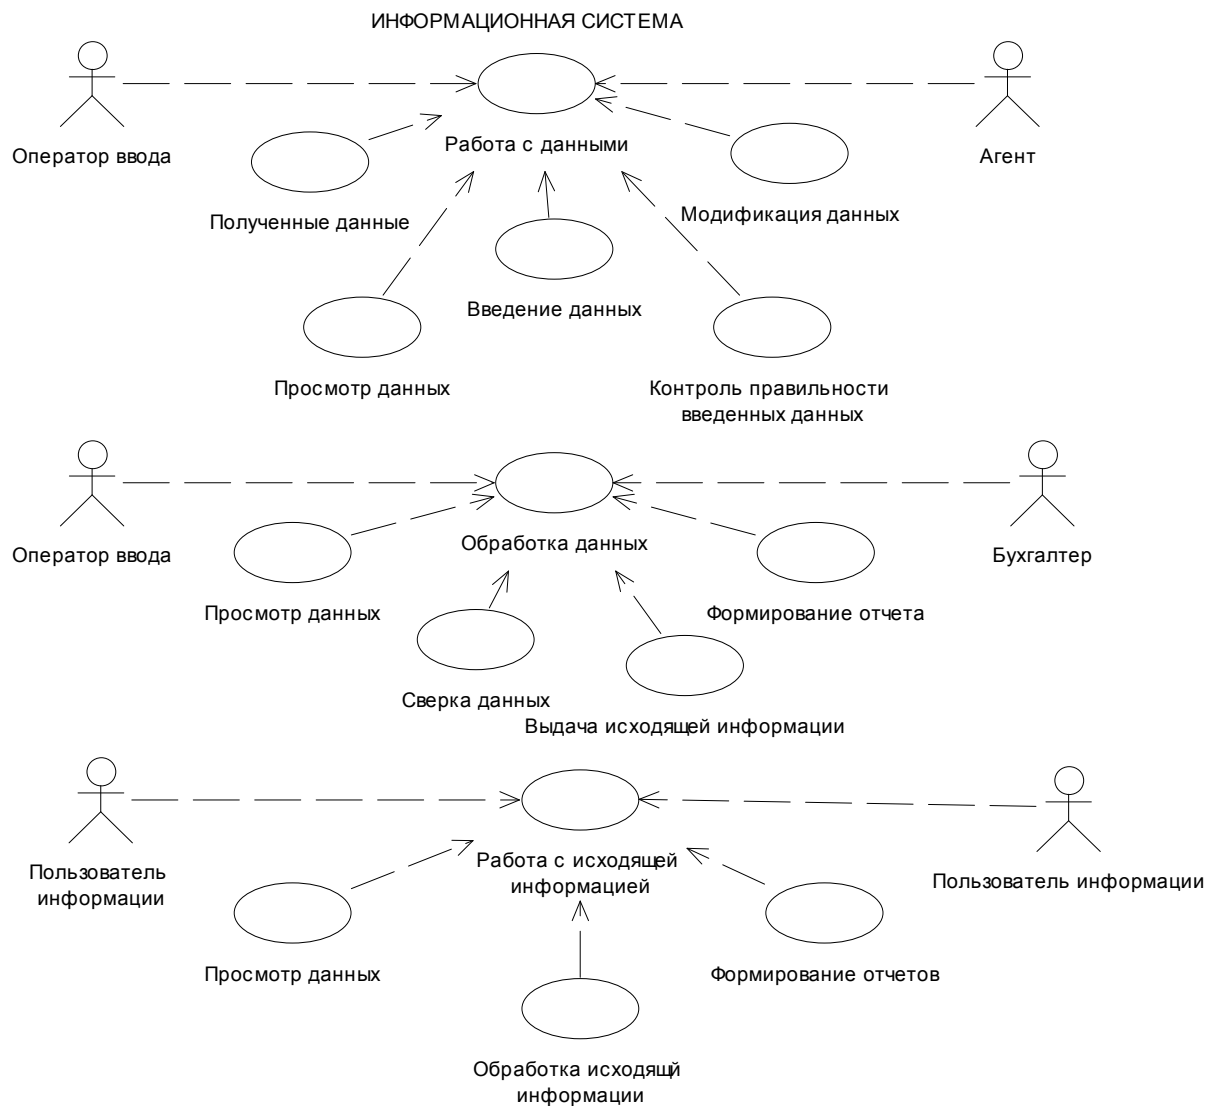 ИНФОРМАЦИОННАЯ СИСТЕМА
Работа с данными
Оператор ввода
Агент
Полученные данные
Модификация данных
Введение данных
Просмотр данных
Контроль правильности
введенных данных
Обработка данных
Оператор ввода
Бухгалтер
Просмотр данных
Формирование отчета
Сверка данных
Выдача исходящей информации
Работа с исходящей
информацией
Пользователь
информации
Пользователь информации
Просмотр данных
Формирование отчетов
Обработка исходящй
информации